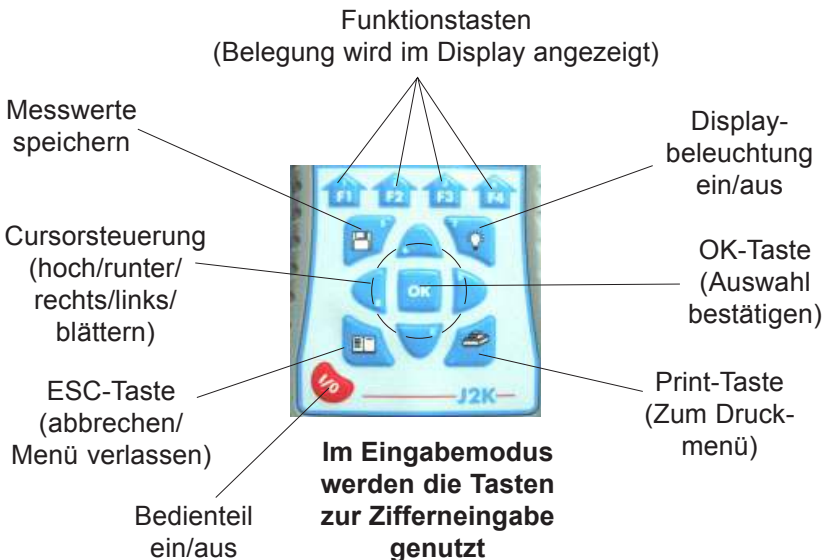 Funktionstasten
(Belegung wird im Display angezeigt)
Messwerte
speichern
Display-
beleuchtung
ein/aus
F1 F2 F3 F4
Cursorsteuerung
(hoch/runter/
rechts/links/
blättern)
OK
OK-Taste
(Auswahl
bestätigen)
ESC-Taste
(abbrechen/
Menü verlassen)
Print-Taste
(Zum Druck-
menü)
I/0
J2K
Bedienteil
ein/aus
Im Eingabemodus
werden die Tasten
zur Zifferneingabe
genutzt